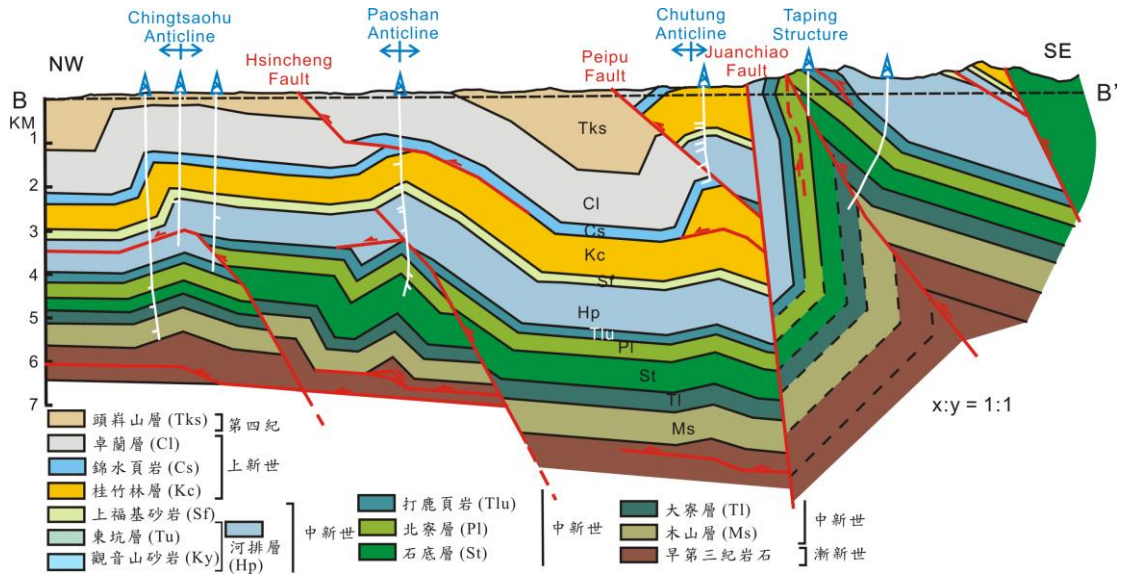 Chingtsaohu
Anticline
Paoshan
Anticline
Chutung
Anticline
Taping
Structure
NW
Hsincheng
Fault
Peipu
Fault
Juanchiao
Fault
SE
B
B'
KM
1
2
3
4
5
6
7
Tks
Cl
Cs
Kc
Sf
Hp
Tlu
Pl
St
Tl
Ms
x:y = 1:1
頭嵙山層 (Tks)
第四紀
卓蘭層 (Cl)
錦水頁岩 (Cs)
桂竹林層 (Kc)
上新世
上福基砂岩 (Sf)
東坑層 (Tu)
觀音山砂岩 (Ky)
河排層
(Hp)
中新世
打鹿頁岩 (Tlu)
北寮層 (Pl)
石底層 (St)
中新世
大寮層 (Tl)
木山層 (Ms)
中新世
早第三紀岩石
漸新世